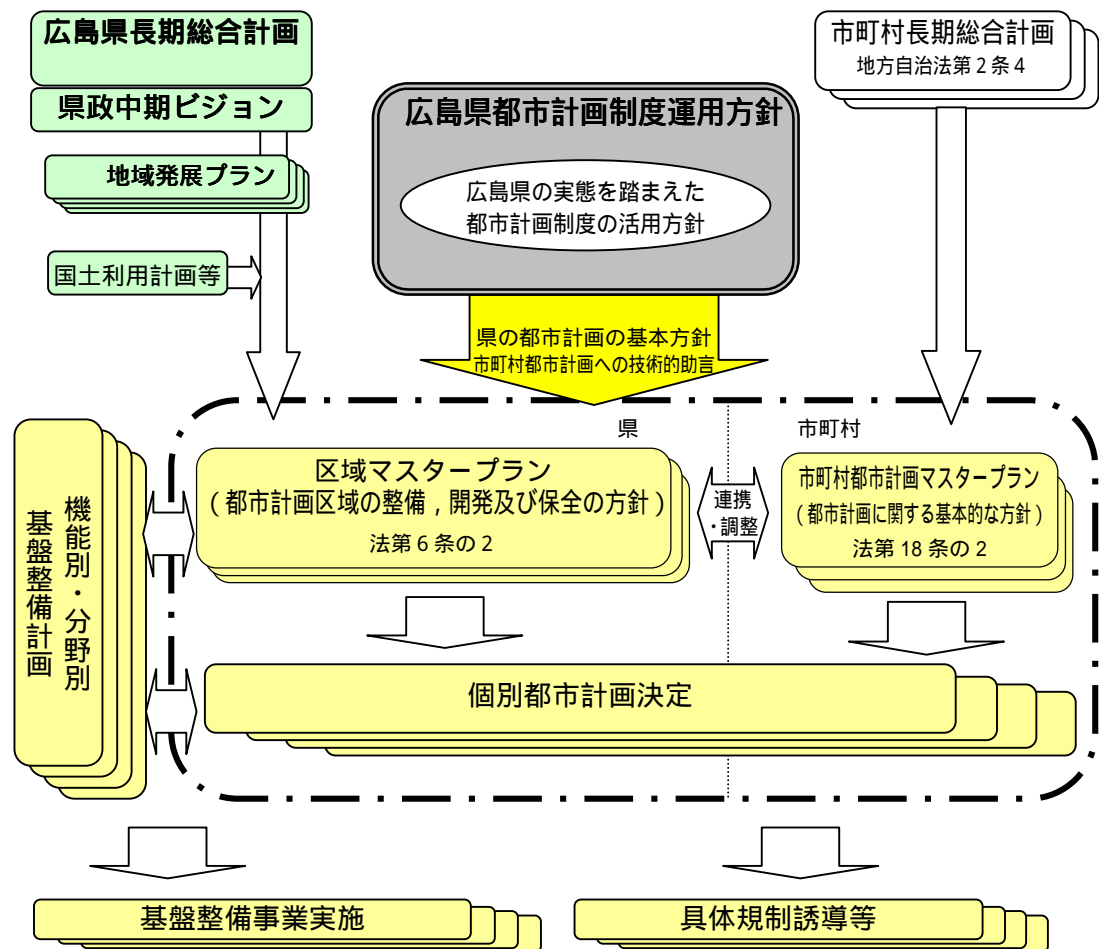 広島県長期総合計画
県政中期ビジョン
地域発展プラン
国土利用計画等
広島県都市計画制度運用方針
広島県の実態を踏まえた
都市計画制度の活用方針
市町村長期総合計画
地方自治法第2条4
県の都市計画の基本方針
市町村都市計画への技術的助言
県
市町村
機能別・分野別
基盤整備計画
区域マスタープラン
(都市計画区域の整備,開発及び保全の方針)
法第6条の2
連携
・調整
市町村都市計画マスタープラン
(都市計画に関する基本的な方針)
法第18条の2
個別都市計画決定
基盤整備事業実施
具体規制誘導等